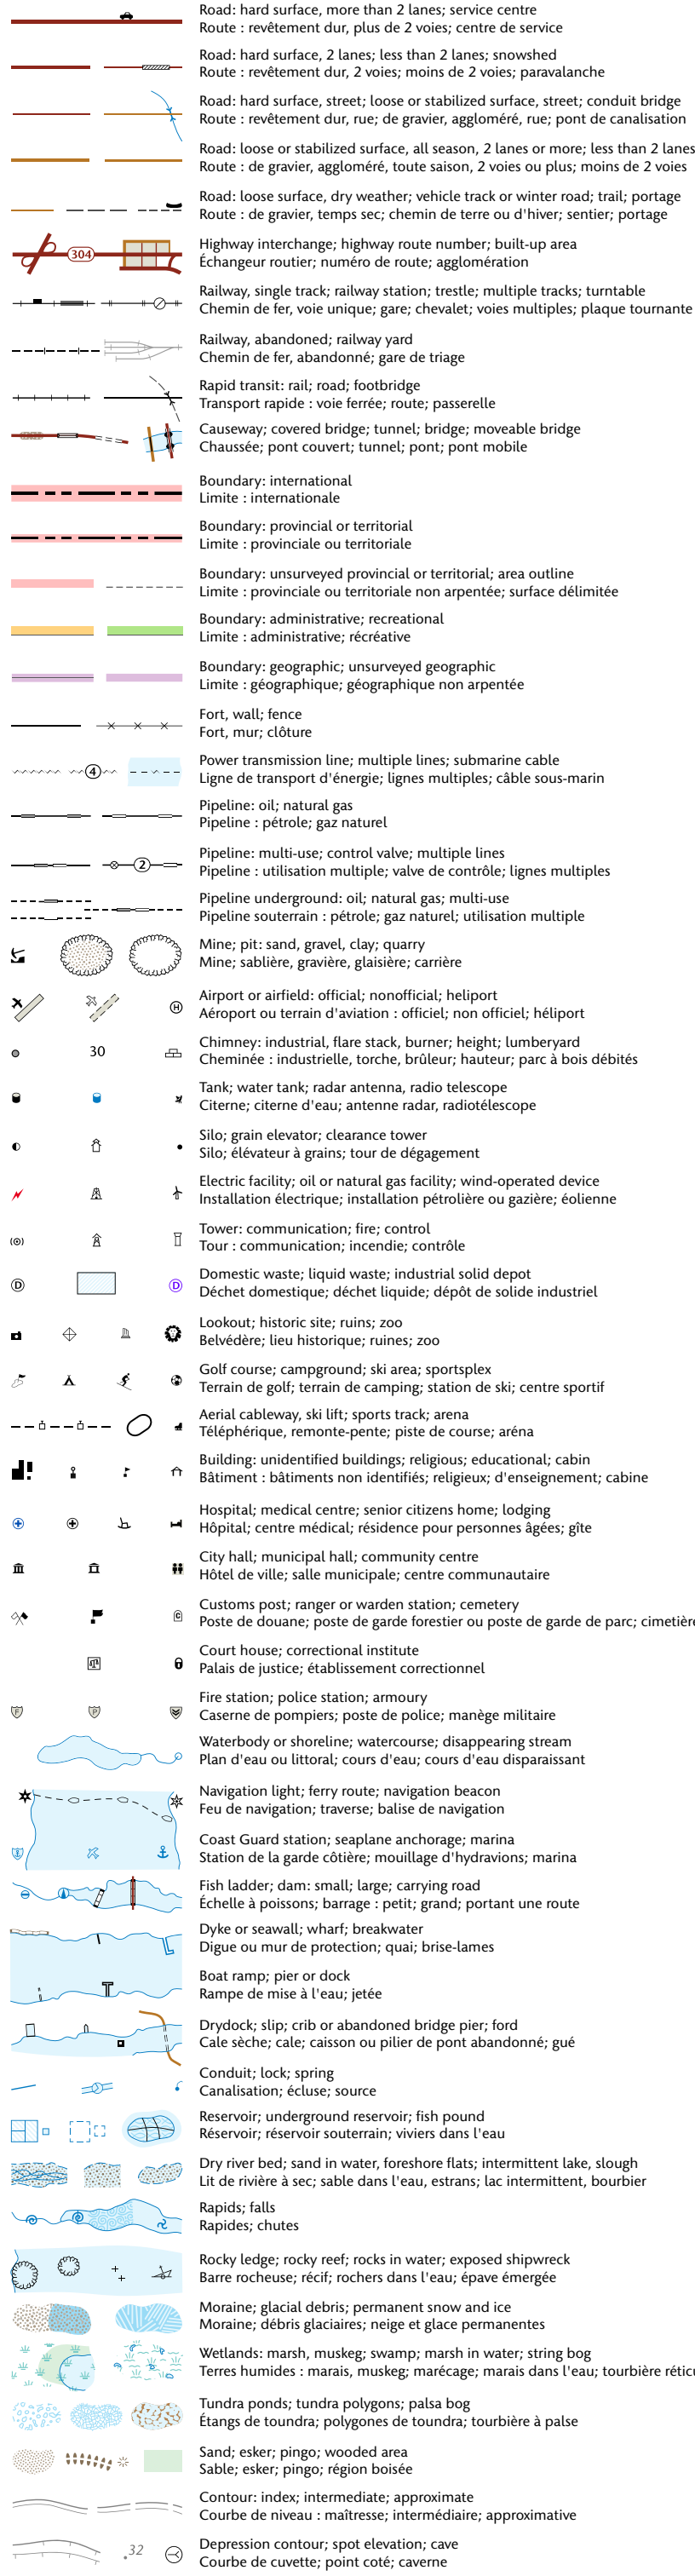 Road: hard surface, more than 2 lanes; service centre
Route : revêtement dur, plus de 2 voies; centre de service
Road: hard surface, 2 lanes; less than 2 lanes; snowshed
Route : revêtement dur, 2 voies; moins de 2 voies; paravalanche
Road: hard surface, street; loose or stabilized surface, street; conduit bridge
Route : revêtement dur, rue; de gravier, aggloméré, rue; pont de canalisation
Road: loose or stabilized surface, all season, 2 lanes or more; less than 2 lanes
Route : de gravier, aggloméré, toute saison, 2 voies ou plus; moins de 2 voies
Road: loose surface, dry weather; vehicle track or winter road; trail; portage
Route : de gravier, temps sec; chemin de terre ou d'hiver; sentier; portage
304
Highway interchange; highway route number; built-up area
Échangeur routier; numéro de route; agglomération
Railway, single track; railway station; trestle; multiple tracks; turntable
Chemin de fer, voie unique; gare; chevalet; voies multiples; plaque tournante
Railway, abandoned; railway yard
Chemin de fer, abandonné; gare de triage
Rapid transit: rail; road; footbridge
Transport rapide : voie ferrée; route; passerelle
Causeway; covered bridge; tunnel; bridge; moveable bridge
Chaussée; pont couvert; tunnel; pont; pont mobile
Boundary: international
Limite : internationale
Boundary: provincial or territorial
Limite : provinciale ou territoriale
Boundary: unsurveyed provincial or territorial; area outline
Limite : provinciale ou territoriale non arpentée; surface délimitée
Boundary: administrative; recreational
Limite : administrative; récréative
Boundary: geographic; unsurveyed geographic
Limite : géographique; géographique non arpentée
Fort, wall; fence
Fort, mur; clôture
4
Power transmission line; multiple lines; submarine cable
Ligne de transport d'énergie; lignes multiples; câble sous-marin
Pipeline: oil; natural gas
Pipeline : pétrole; gaz naturel
2
Pipeline: multi-use; control valve; multiple lines
Pipeline : utilisation multiple; valve de contrôle; lignes multiples
Pipeline underground: oil; natural gas; multi-use
Pipeline souterrain : pétrole; gaz naturel; utilisation multiple
Mine; pit: sand, gravel, clay; quarry
Mine; sablière, gravière, glaisière; carrière
H
Airport or airfield: official; nonofficial; heliport
Aéroport ou terrain d'aviation : officiel; non officiel; héliport
30
Chimney: industrial, flare stack, burner; height; lumberyard
Cheminée : industrielle, torche, brûleur; hauteur; parc à bois débités
Tank; water tank; radar antenna, radio telescope
Citerne; citerne d'eau; antenne radar, radiotélescope
Silo; grain elevator; clearance tower
Silo; élévateur à grains; tour de dégagement
Electric facility; oil or natural gas facility; wind-operated device
Installation électrique; installation pétrolière ou gazière; éolienne
Tower: communication; fire; control
Tour : communication; incendie; contrôle
D D
Domestic waste; liquid waste; industrial solid depot
Déchet domestique; déchet liquide; dépôt de solide industriel
Lookout; historic site; ruins; zoo
Belvédère; lieu historique; ruines; zoo
Golf course; campground; ski area; sportsplex
Terrain de golf; terrain de camping; station de ski; centre sportif
Aerial cableway, ski lift; sports track; arena
Téléphérique, remonte-pente; piste de course; aréna
Building: unidentified buildings; religious; educational; cabin
Bâtiment : bâtiments non identifiés; religieux; d'enseignement; cabine
Hospital; medical centre; senior citizens home; lodging
Hôpital; centre médical; résidence pour personnes âgées; gîte
City hall; municipal hall; community centre
Hôtel de ville; salle municipale; centre communautaire
C
Customs post; ranger or warden station; cemetery
Poste de douane; poste de garde forestier ou poste de garde de parc; cimetière
Court house; correctional institute
Palais de justice; établissement correctionnel
F P
Fire station; police station; armoury
Caserne de pompiers; poste de police; manège militaire
Waterbody or shoreline; watercourse; disappearing stream
Plan d'eau ou littoral; cours d'eau; cours d'eau disparaissant
Navigation light; ferry route; navigation beacon
Feu de navigation; traverse; balise de navigation
Coast Guard station; seaplane anchorage; marina
Station de la garde côtière; mouillage d'hydravions; marina
Fish ladder; dam: small; large; carrying road
Échelle à poissons; barrage : petit; grand; portant une route
Dyke or seawall; wharf; breakwater
Digue ou mur de protection; quai; brise-lames
Boat ramp; pier or dock
Rampe de mise à l'eau; jetée
Drydock; slip; crib or abandoned bridge pier; ford
Cale sèche; cale; caisson ou pilier de pont abandonné; gué
Conduit; lock; spring
Canalisation; écluse; source
Reservoir; underground reservoir; fish pound
Réservoir; réservoir souterrain; viviers dans l'eau
Dry river bed; sand in water, foreshore flats; intermittent lake, slough
Lit de rivière à sec; sable dans l'eau, estrans; lac intermittent, bourbier
Rapids; falls
Rapides; chutes
Rocky ledge; rocky reef; rocks in water; exposed shipwreck
Barre rocheuse; récif; rochers dans l'eau; épave émergée
Moraine; glacial debris; permanent snow and ice
Moraine; débris glaciaires; neige et glace permanentes
Wetlands: marsh, muskeg; swamp; marsh in water; string bog
Terres humides : marais, muskeg; marécage; marais dans l'eau; tourbière
Tundra ponds; tundra polygons; palsa bog
Étangs de toundra; polygones de toundra; tourbière à palse
Sand; esker; pingo; wooded area
Sable; esker; pingo; région boisée
Contour: index; intermediate; approximate
Courbe de niveau : maîtresse; intermédiaire; approximative
.32
Depression contour; spot elevation; cave
Courbe de cuvette; point coté; caverne